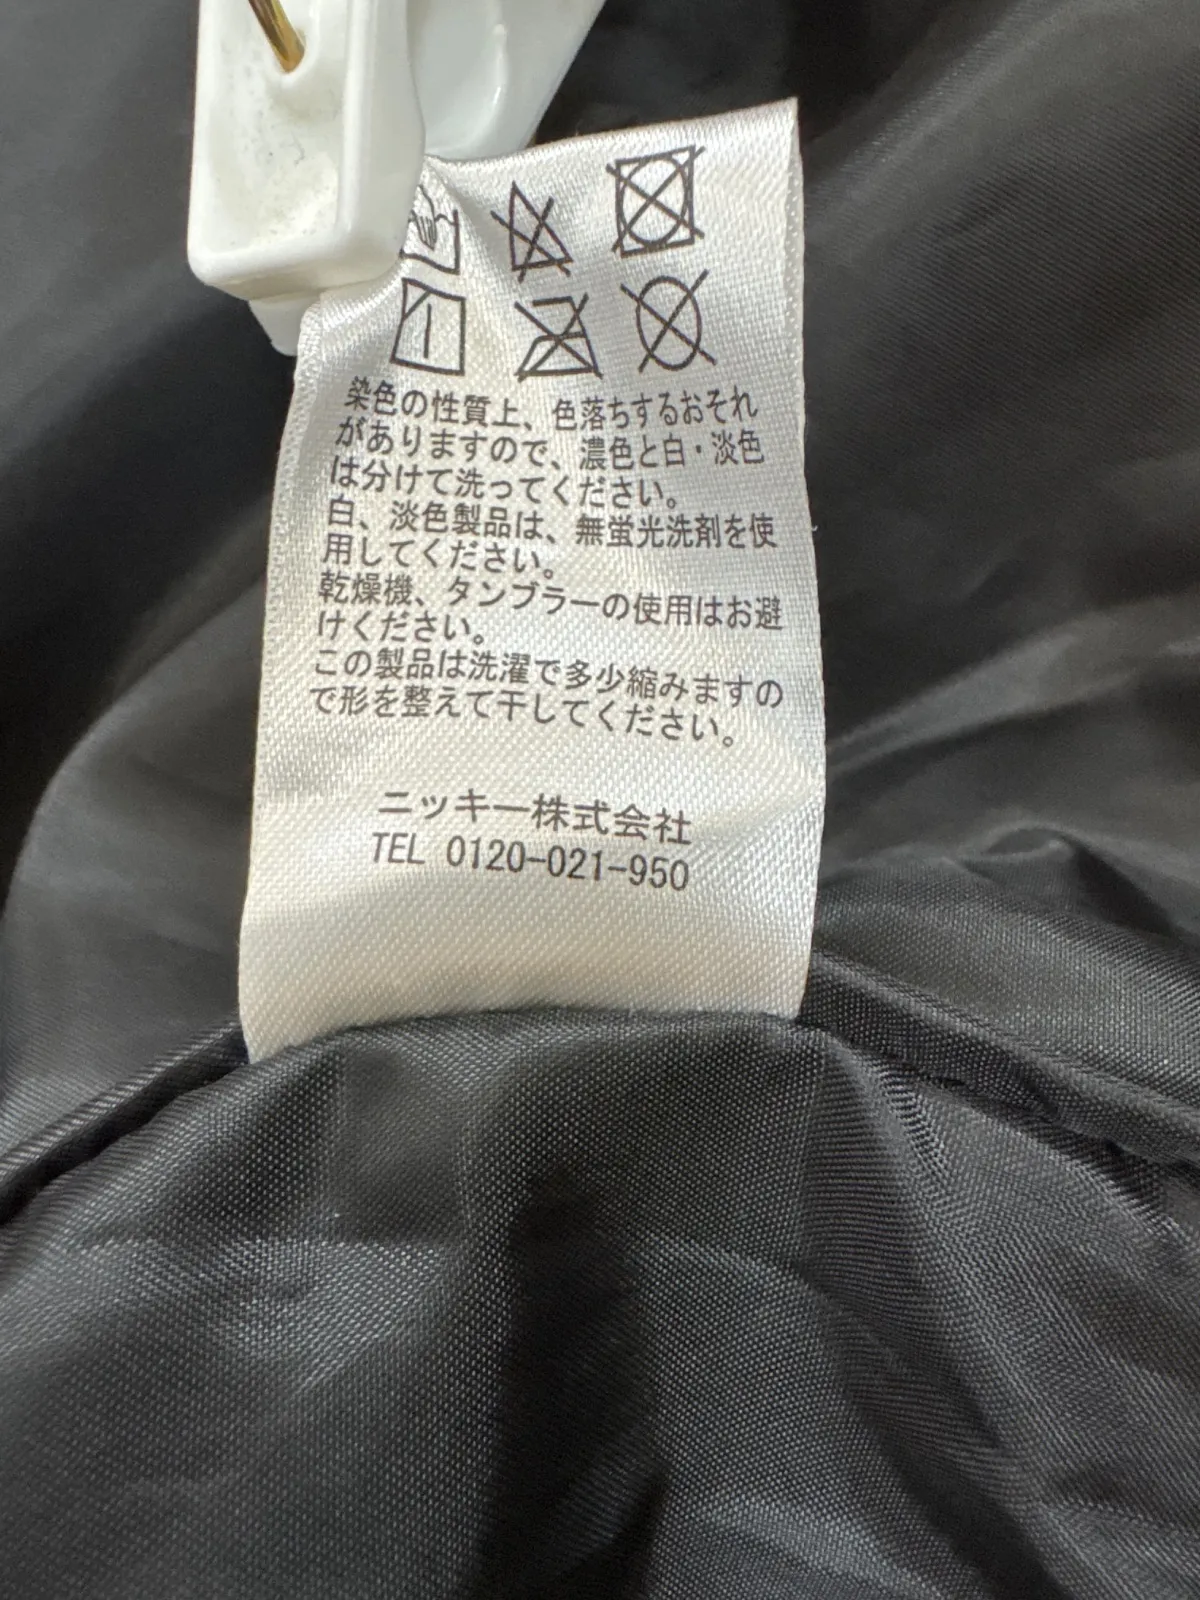 染色の性質上、色落ちするおそれ
がありますので、濃色と白・淡色
は分けて洗ってください。
白、淡色製品は、無蛍光洗剤を使
用してください。
乾燥機、タンブラーの使用はお避
けください。
この製品は洗濯で多少縮みますの
で形を整えて干してください。
ニッキー株式会社
TEL 0120-021-950